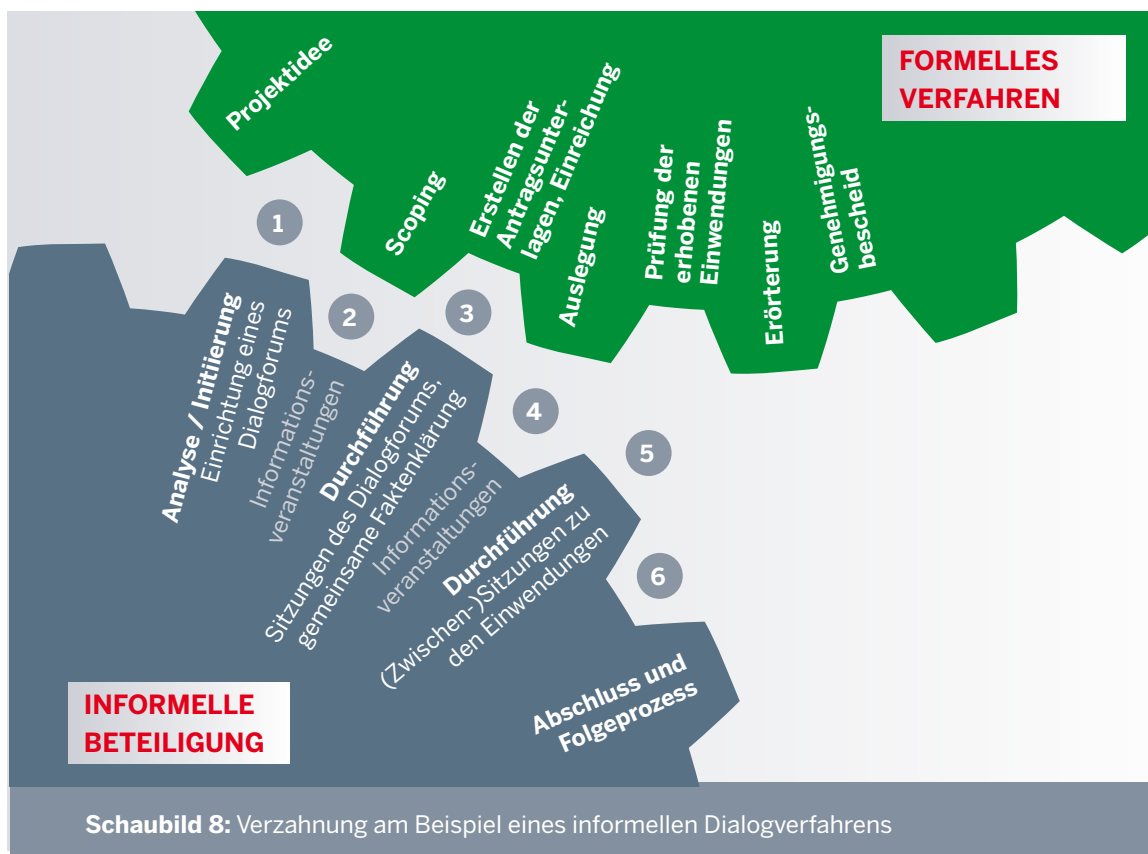 FORMELLES
VERFAHREN
Projektidee
Scoping
Erstellen der
Antragsunter-
lagen, Einreichung
Auslegung
Prüfung der
erhobenen
Einwendungen
Erörterung
Genehmigungs-
bescheid
1
2
3
4
5
6
Analyse / Initiierung
Einrichtung eines
Dialogforums
Informations-
veranstaltungen
Durchführung
Sitzungen des Dialogforums,
gemeinsame Faktenklärung
Informations-
veranstaltungen
Durchführung
(Zwischen-)Sitzungen zu
den Einwendungen
Abschluss und
Folgeprozess
INFORMELLE
BETEILIGUNG
Schaubild 8: Verzahnung am Beispiel eines informellen Dialogverfahrens